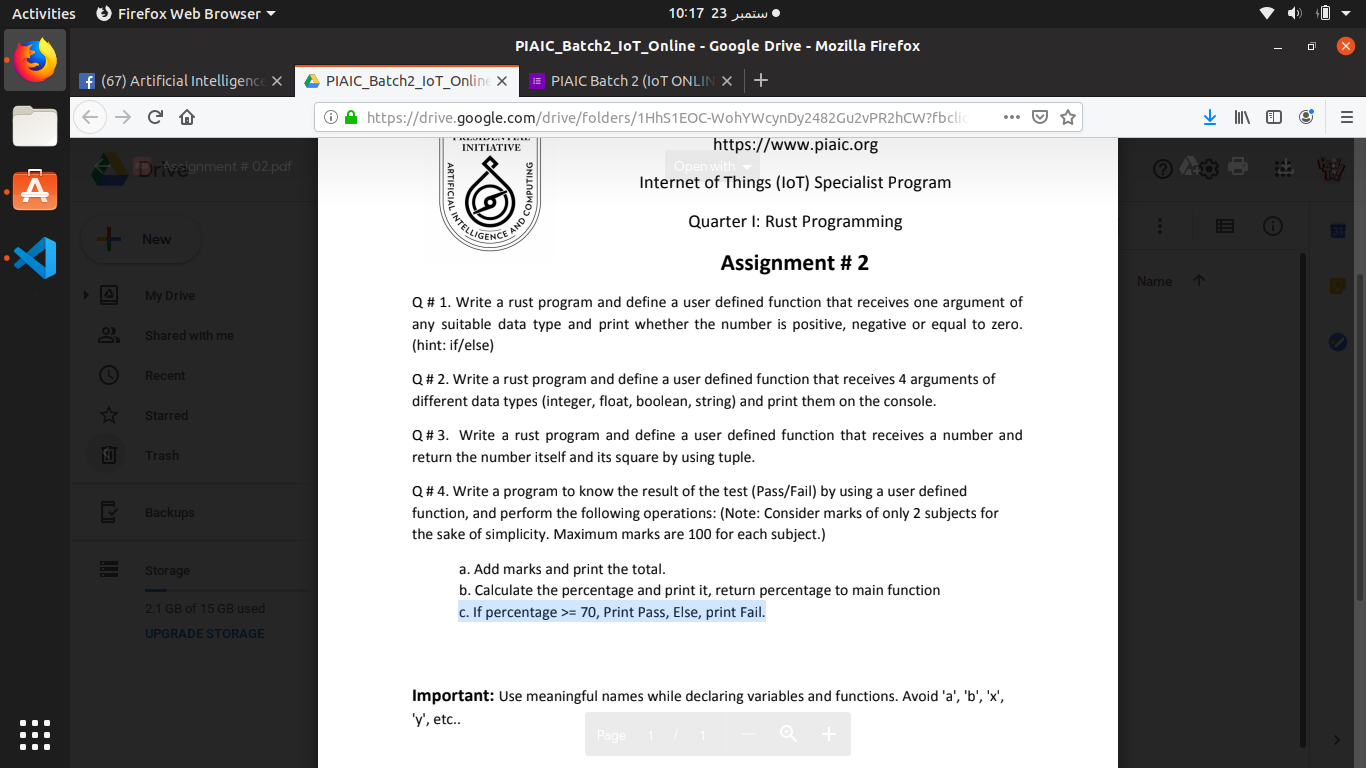 Activities
Firefox Web Browser
10:17 23 ستمبر
PIAIC_Batch2_IoT_Online - Google Drive - Mozilla Firefox
(67) Artificial Intelligence
PIAIC_Batch2_IoT_Online
PIAIC Batch 2 (IoT ONLIN
https://drive.google.com/drive/folders/1HhS1EOC-WohYWcynDy2482Gu2vPR2hCW?fbclic
Assignment # 02.pdf
Drive
Open with
New
My Drive
Shared with me
Recent
Starred
Trash
Backups
Storage
2.1 GB of 15 GB used
UPGRADE STORAGE
Name
PRESIDENTIAL
INITIATIVE
ARTIFICIAL INTELLIGENCE AND COMPUTING
https://www.piaic.org
Internet of Things (IoT) Specialist Program
Quarter I: Rust Programming
Assignment # 2
Q # 1. Write a rust program and define a user defined function that receives one argument of
any suitable data type and print whether the number is positive, negative or equal to zero.
(hint: if/else)
Q # 2. Write a rust program and define a user defined function that receives 4 arguments of
different data types (integer, float, boolean, string) and print them on the console.
Q # 3. Write a rust program and define a user defined function that receives a number and
return the number itself and its square by using tuple.
Q # 4. Write a program to know the result of the test (Pass/Fail) by using a user defined
function, and perform the following operations: (Note: Consider marks of only 2 subjects for
the sake of simplicity. Maximum marks are 100 for each subject.)
a. Add marks and print the total.
b. Calculate the percentage and print it, return percentage to main function
c. If percentage >= 70, Print Pass, Else, print Fail.
Important: Use meaningful names while declaring variables and functions. Avoid 'a', 'b', 'x',
'y', etc..
Page 1 / 1